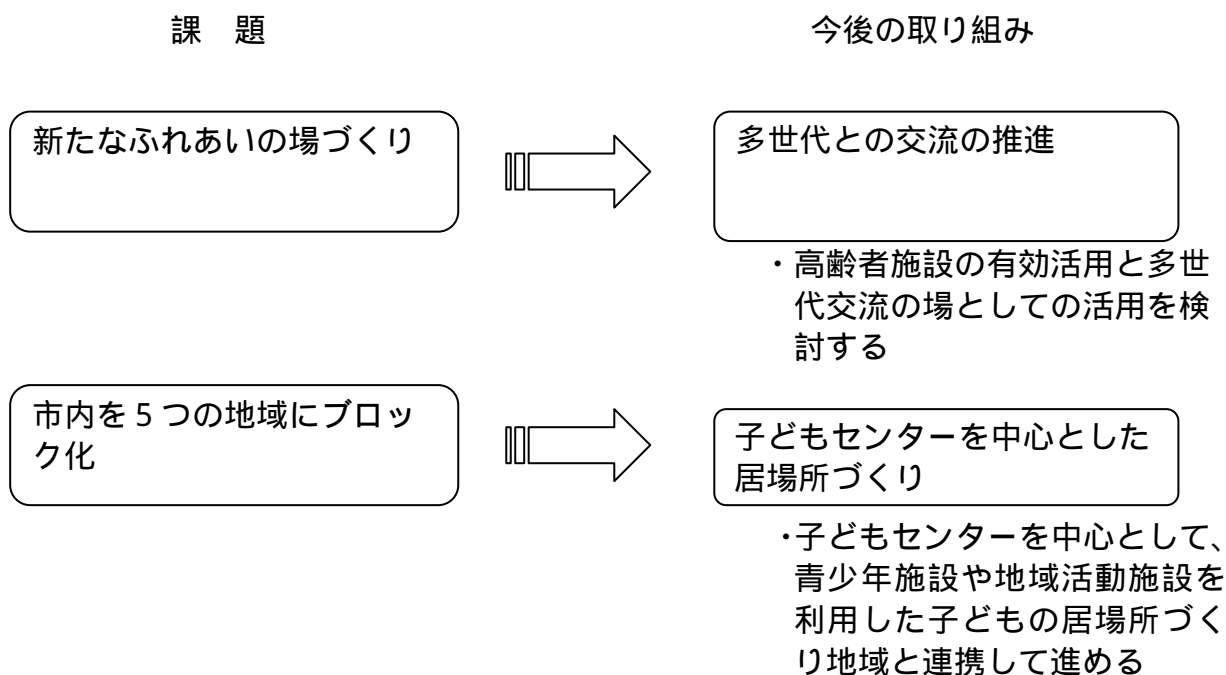 課　題
今後の取り組み
新たなふれあいの場づくり
多世代との交流の推進
・高齢者施設の有効活用と多世
代交流の場としての活用を検
討する
市内を５つの地域にブロッ
ク化
子どもセンターを中心とした
居場所づくり
・子どもセンターを中心として、
青少年施設や地域活動施設を
利用した子どもの居場所づく
り地域と連携して進める